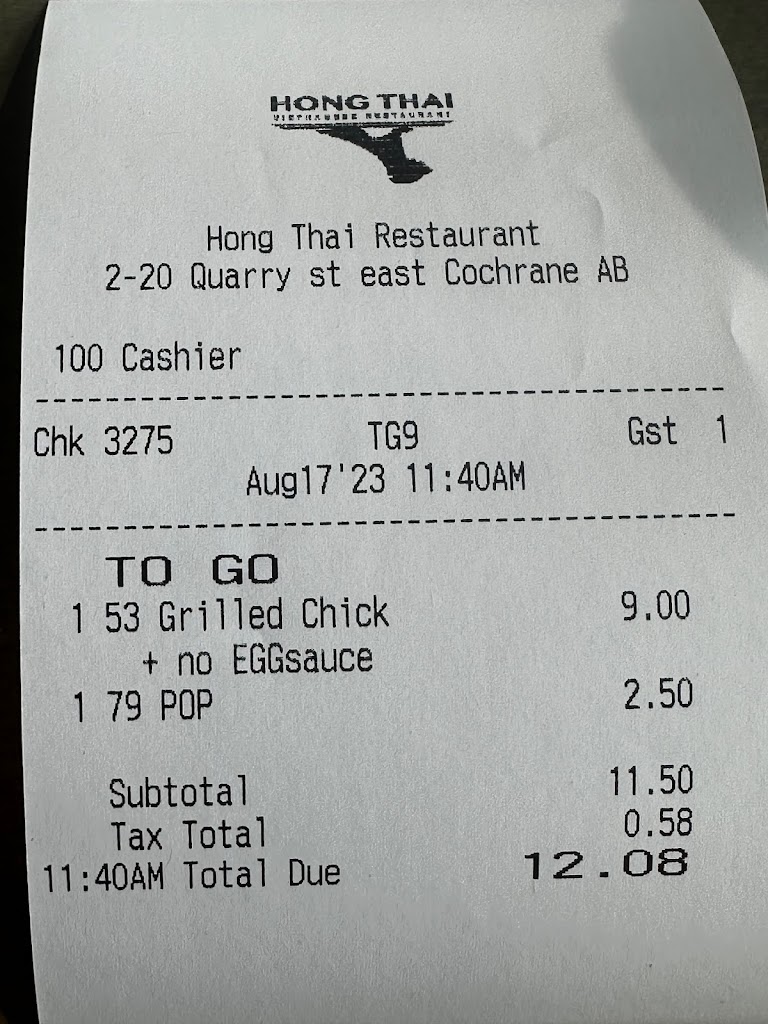 HONG THAI
VIETNAMESE RESTAURANT
Hong Thai Restaurant
2-20 Quarry st east Cochrane AB
100 Cashier
Chk 3275 TG9 Gst 1
Aug17'23 11:40AM
TO GO
1 53 Grilled Chick 9.00
+ no EGGsauce
1 79 POP 2.50
Subtotal 11.50
Tax Total 0.58
11:40AM Total Due 12.08